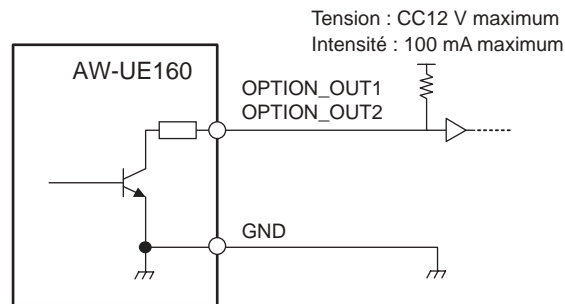 Tension : CC12 V maximum
Intensité : 100 mA maximum
AW-UE160
OPTION_OUT1
OPTION_OUT2
GND